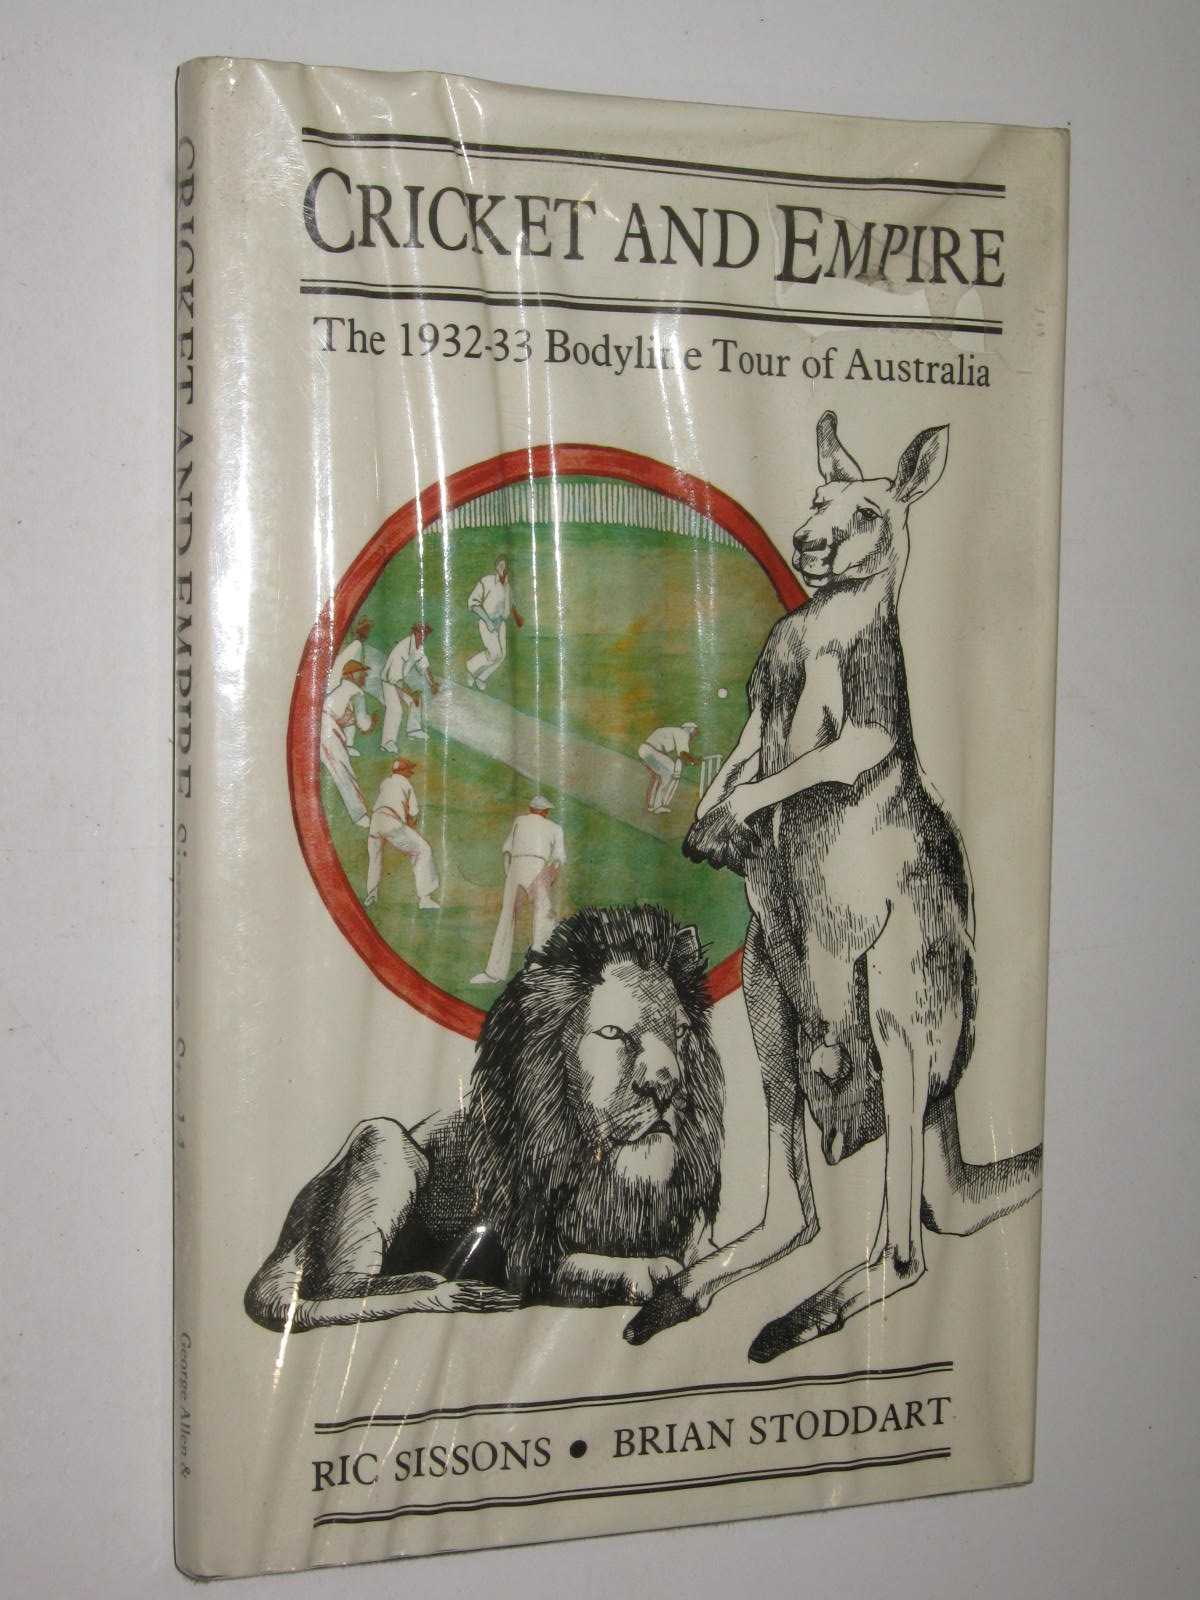 CRICKET AND EMPIRE
The 1932-33 Bodyline Tour of Australia
RIC SISSONS • BRIAN STODDART
CRICKET AND EMPIRE Sissons &
George Allen &